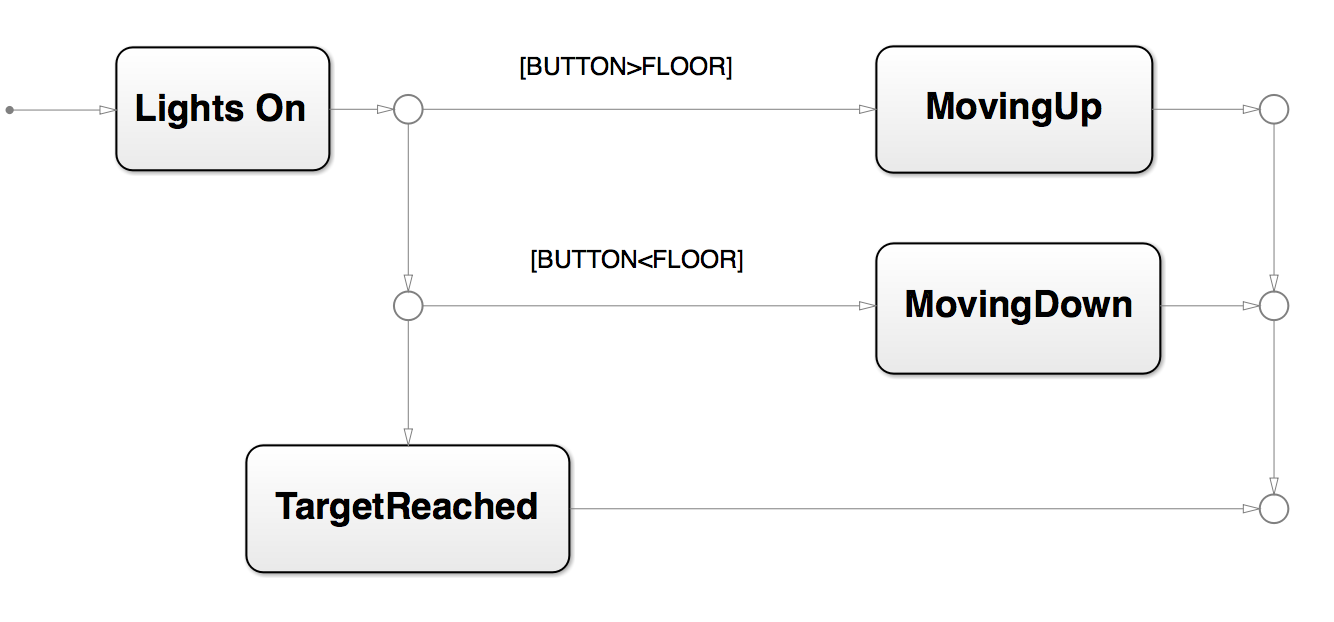 [BUTTON>FLOOR]
Lights On
MovingUp
[BUTTON<FLOOR]
MovingDown
TargetReached